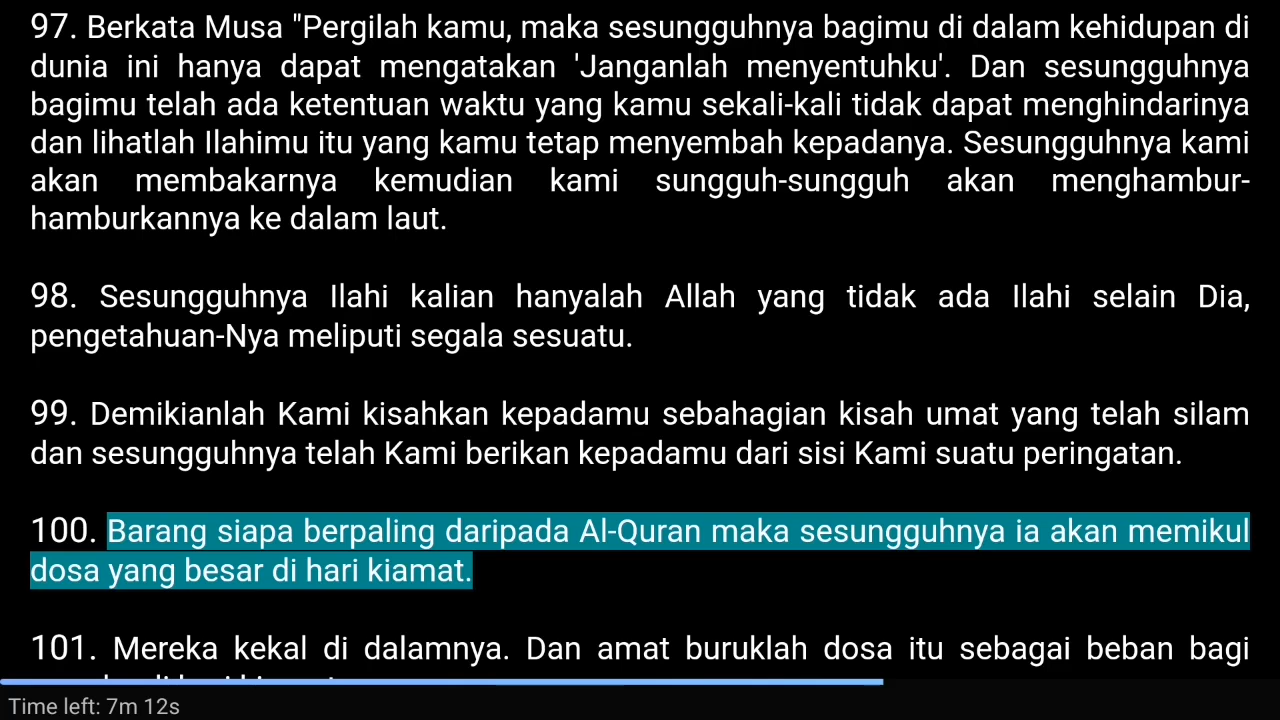 97. Berkata Musa "Pergilah kamu, maka sesungguhnya bagimu di dalam kehidupan di
dunia ini hanya dapat mengatakan 'Janganlah menyentuhku'. Dan sesungguhnya
bagimu telah ada ketentuan waktu yang kamu sekali-kali tidak dapat menghindarinya
dan lihatlah Ilahimu itu yang kamu tetap menyembah kepadanya. Sesungguhnya kami
akan membakarnya kemudian kami sungguh-sungguh akan menghambur-
hamburkannya ke dalam laut.
98. Sesungguhnya Ilahi kalian hanyalah Allah yang tidak ada Ilahi selain Dia,
pengetahuan-Nya meliputi segala sesuatu.
99. Demikianlah Kami kisahkan kepadamu sebahagian kisah umat yang telah silam
dan sesungguhnya telah Kami berikan kepadamu dari sisi Kami suatu peringatan.
100. Barang siapa berpaling daripada Al-Quran maka sesungguhnya ia akan memikul
dosa yang besar di hari kiamat.
101. Mereka kekal di dalamnya. Dan amat buruklah dosa itu sebagai beban bagi
Time left: 7m 12s